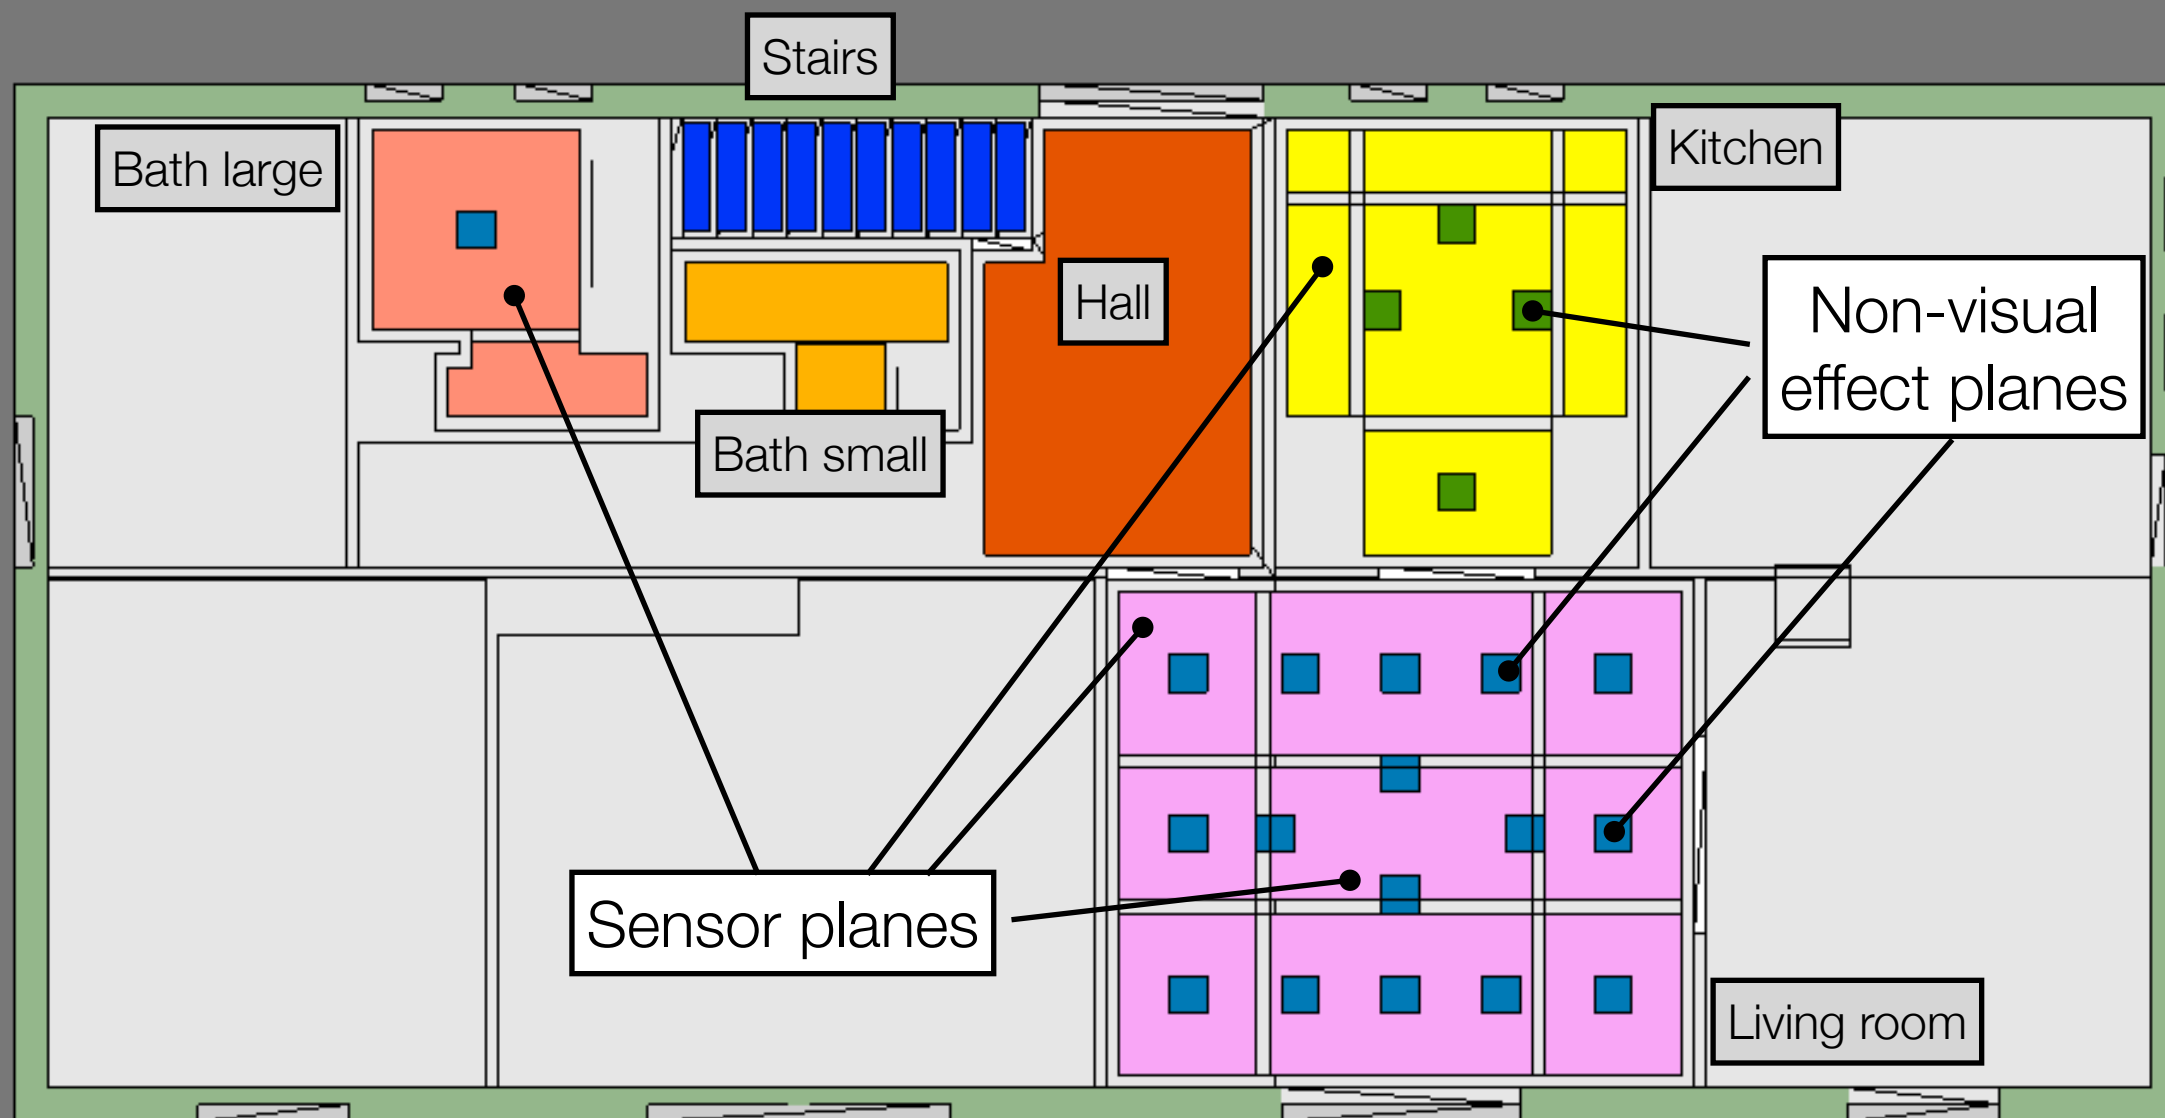 Stairs
Bath large
Kitchen
Hall
Non-visual
effect planes
Bath small
Sensor planes
Living room